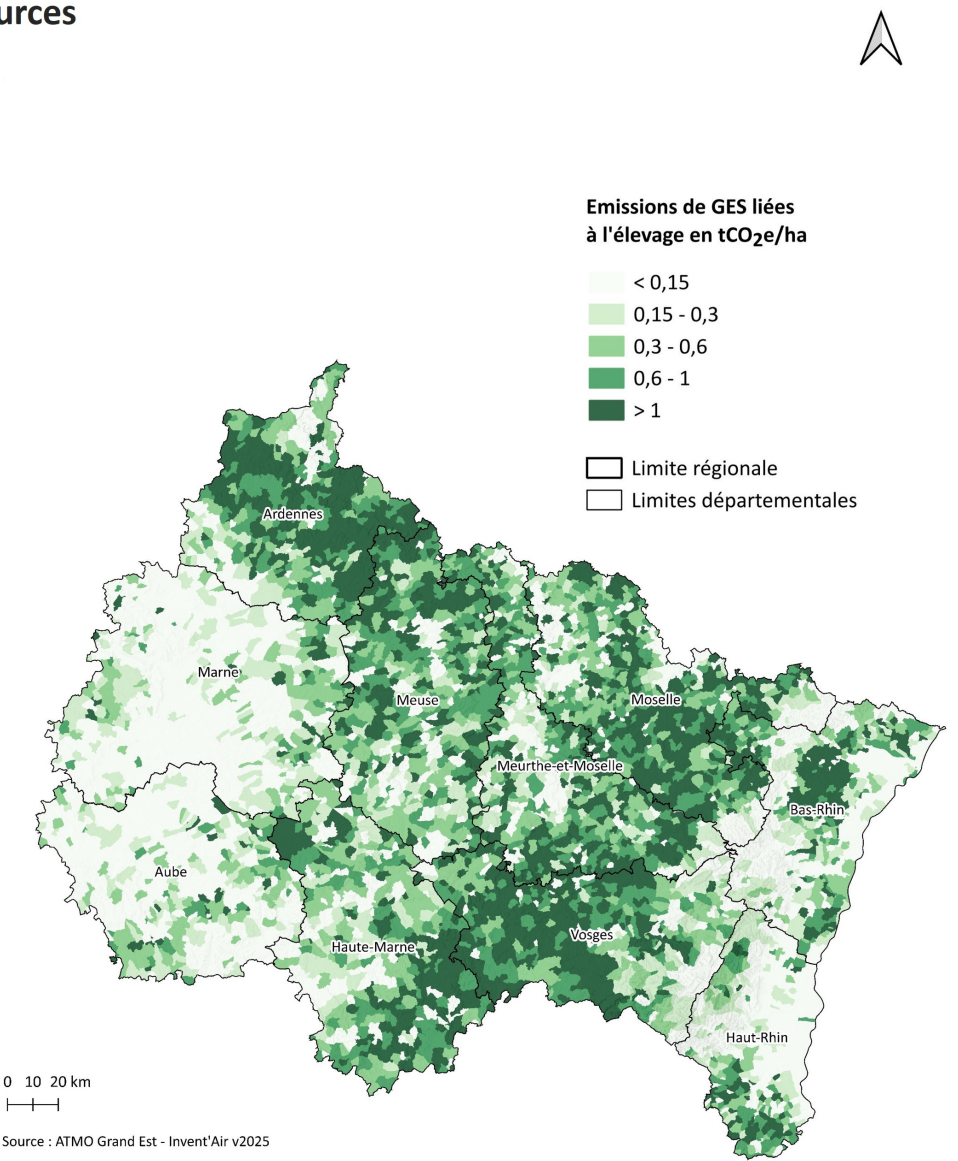 urces
Emissions de GES liées
à l'élevage en tCO2e/ha
< 0,15
0,15 - 0,3
0,3 - 0,6
0,6 - 1
> 1
Limite régionale
Limites départementales
Ardennes
Marne
Meuse
Moselle
Meurthe-et-Moselle
Bas-Rhin
Aube
Vosges
Haute-Marne
Haut-Rhin
0 10 20 km
Source : ATMO Grand Est - Invent'Air v2025